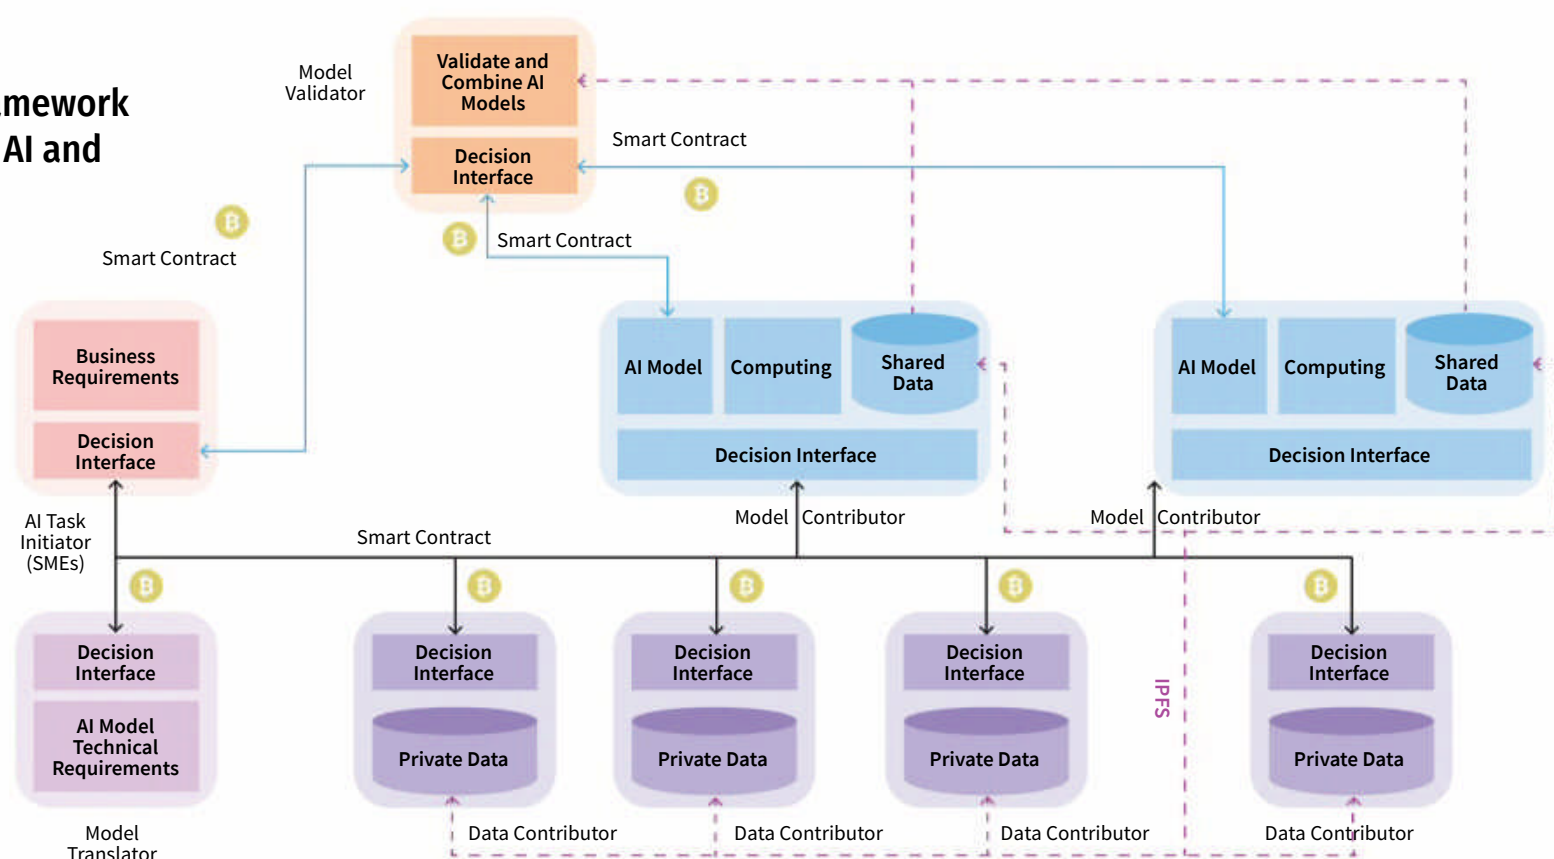 amework
AI and
Model
Validator
Validate and
Combine AI
Models
Decision
Interface
Smart Contract
Smart Contract
Smart Contract
Business
Requirements
Decision
Interface
AI Model
Computing
Shared
Data
Decision Interface
AI Model
Computing
Shared
Data
Decision Interface
AI Task
Initiator
(SMEs)
Smart Contract
Model Contributor
Model Contributor
Decision
Interface
AI Model
Technical
Requirements
Model
Translator
Decision
Interface
Private Data
Data Contributor
Decision
Interface
Private Data
Data Contributor
Decision
Interface
Private Data
Data Contributor
IPFS
Decision
Interface
Private Data
Data Contributor